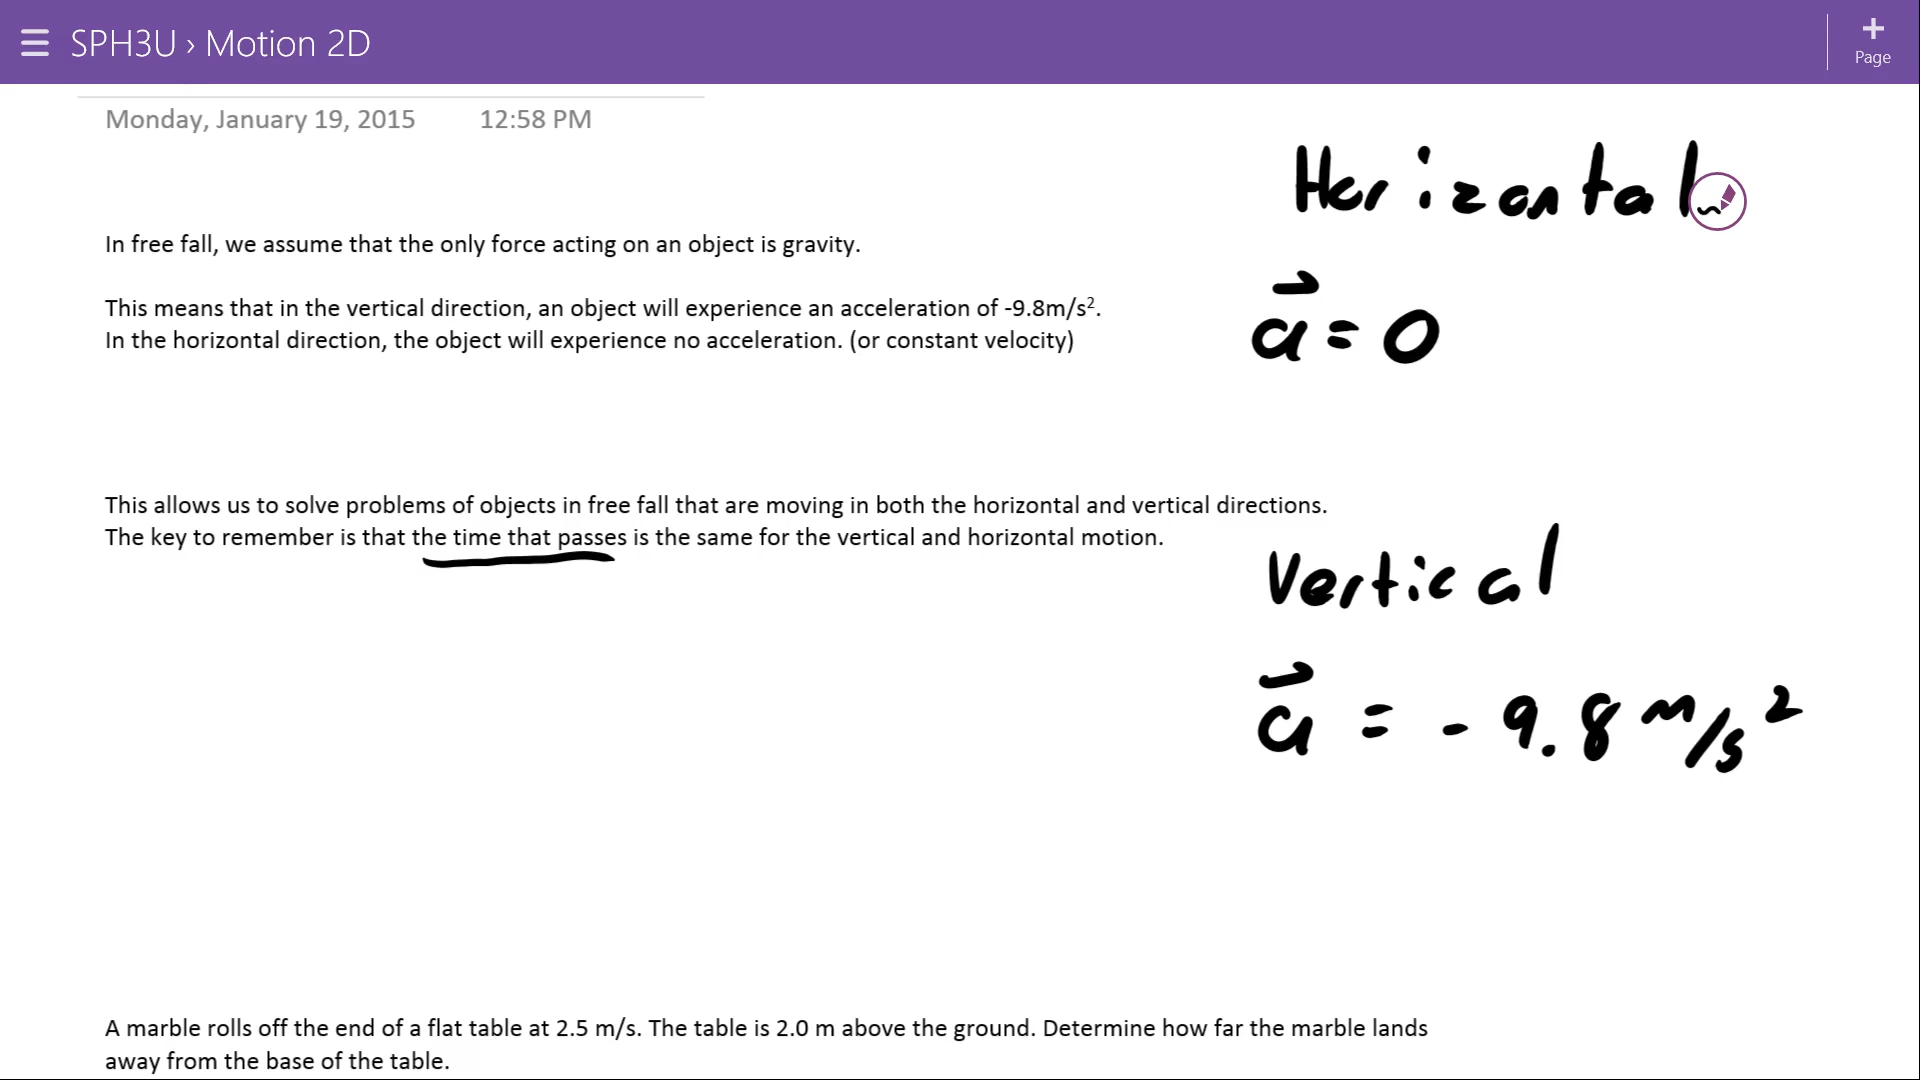 SPH3U › Motion 2D
Page
Monday, January 19, 2015 12:58 PM
Horizontal
In free fall, we assume that the only force acting on an object is gravity.
This means that in the vertical direction, an object will experience an acceleration of -9.8m/s².
In the horizontal direction, the object will experience no acceleration. (or constant velocity)
a⃗ = 0
This allows us to solve problems of objects in free fall that are moving in both the horizontal and vertical directions.
The key to remember is that the time that passes is the same for the vertical and horizontal motion.
Vertical
a⃗ = - 9.8 m/s²
A marble rolls off the end of a flat table at 2.5 m/s. The table is 2.0 m above the ground. Determine how far the marble lands
away from the base of the table.